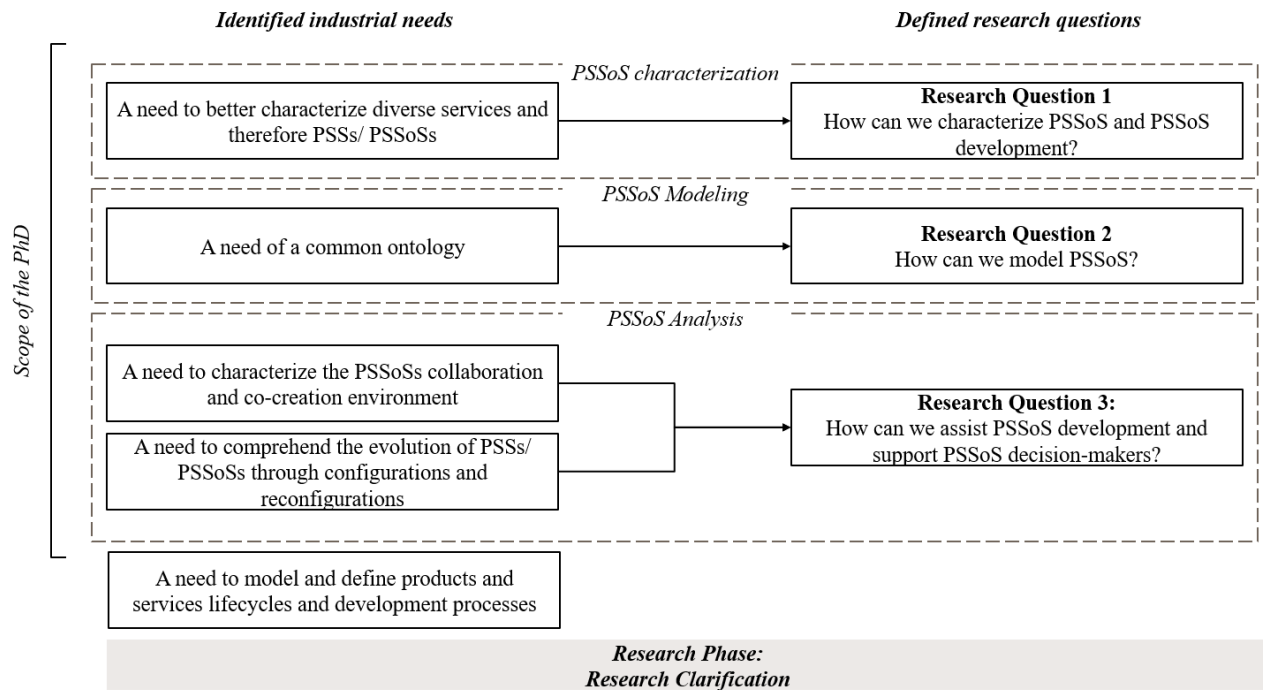 Identified industrial needs
Defined research questions
Scope of the PhD
PSSoS characterization
A need to better characterize diverse services and
therefore PSSs/ PSSoSs
Research Question 1
How can we characterize PSSoS and PSSoS
development?
PSSoS Modeling
A need of a common ontology
Research Question 2
How can we model PSSoS?
PSSoS Analysis
A need to characterize the PSSoSs collaboration
and co-creation environment
A need to comprehend the evolution of PSSs/
PSSoSs through configurations and
reconfigurations
Research Question 3:
How can we assist PSSoS development and
support PSSoS decision-makers?
A need to model and define products and
services lifecycles and development processes
Research Phase:
Research Clarification